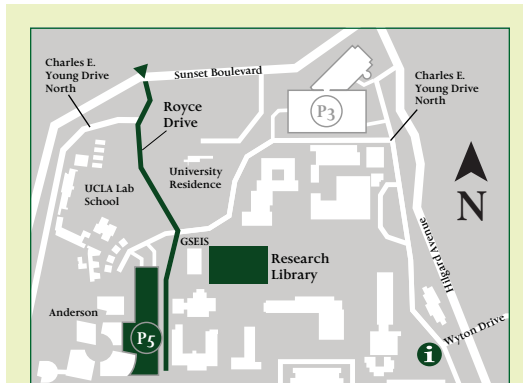 Charles E.
Young Drive
North
Sunset Boulevard
Charles E.
Young Drive
North
Royce
Drive
P3
University
Residence
UCLA Lab
School
N
GSEIS
Research
Library
Hilgard Avenue
Anderson
P5
Wyton Drive
i